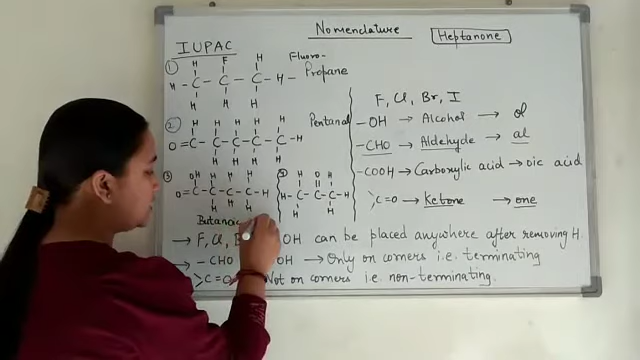 Nomenclature
Heptanone
IUPAC
① H F H Fluoro-
H - C - C - C - H - Propane
H H H
② H H H H Pentanal
O = C - C - C - C - C - H
H H H H
③ OH H H H
O = C - C - C - C - H
H H H
Butanoic
H O H
H - C - C - C - H
H H
F, Cl, Br, I
-OH → Alcohol → ol
-CHO → Aldehyde → al
-COOH → Carboxylic acid → oic acid
>C=O → Ketone → one
→ F, Cl, OH can be placed anywhere after removing H.
→ -CHO OH → Only on corners i.e. terminating
>C=O Not on corners i.e. non-terminating.